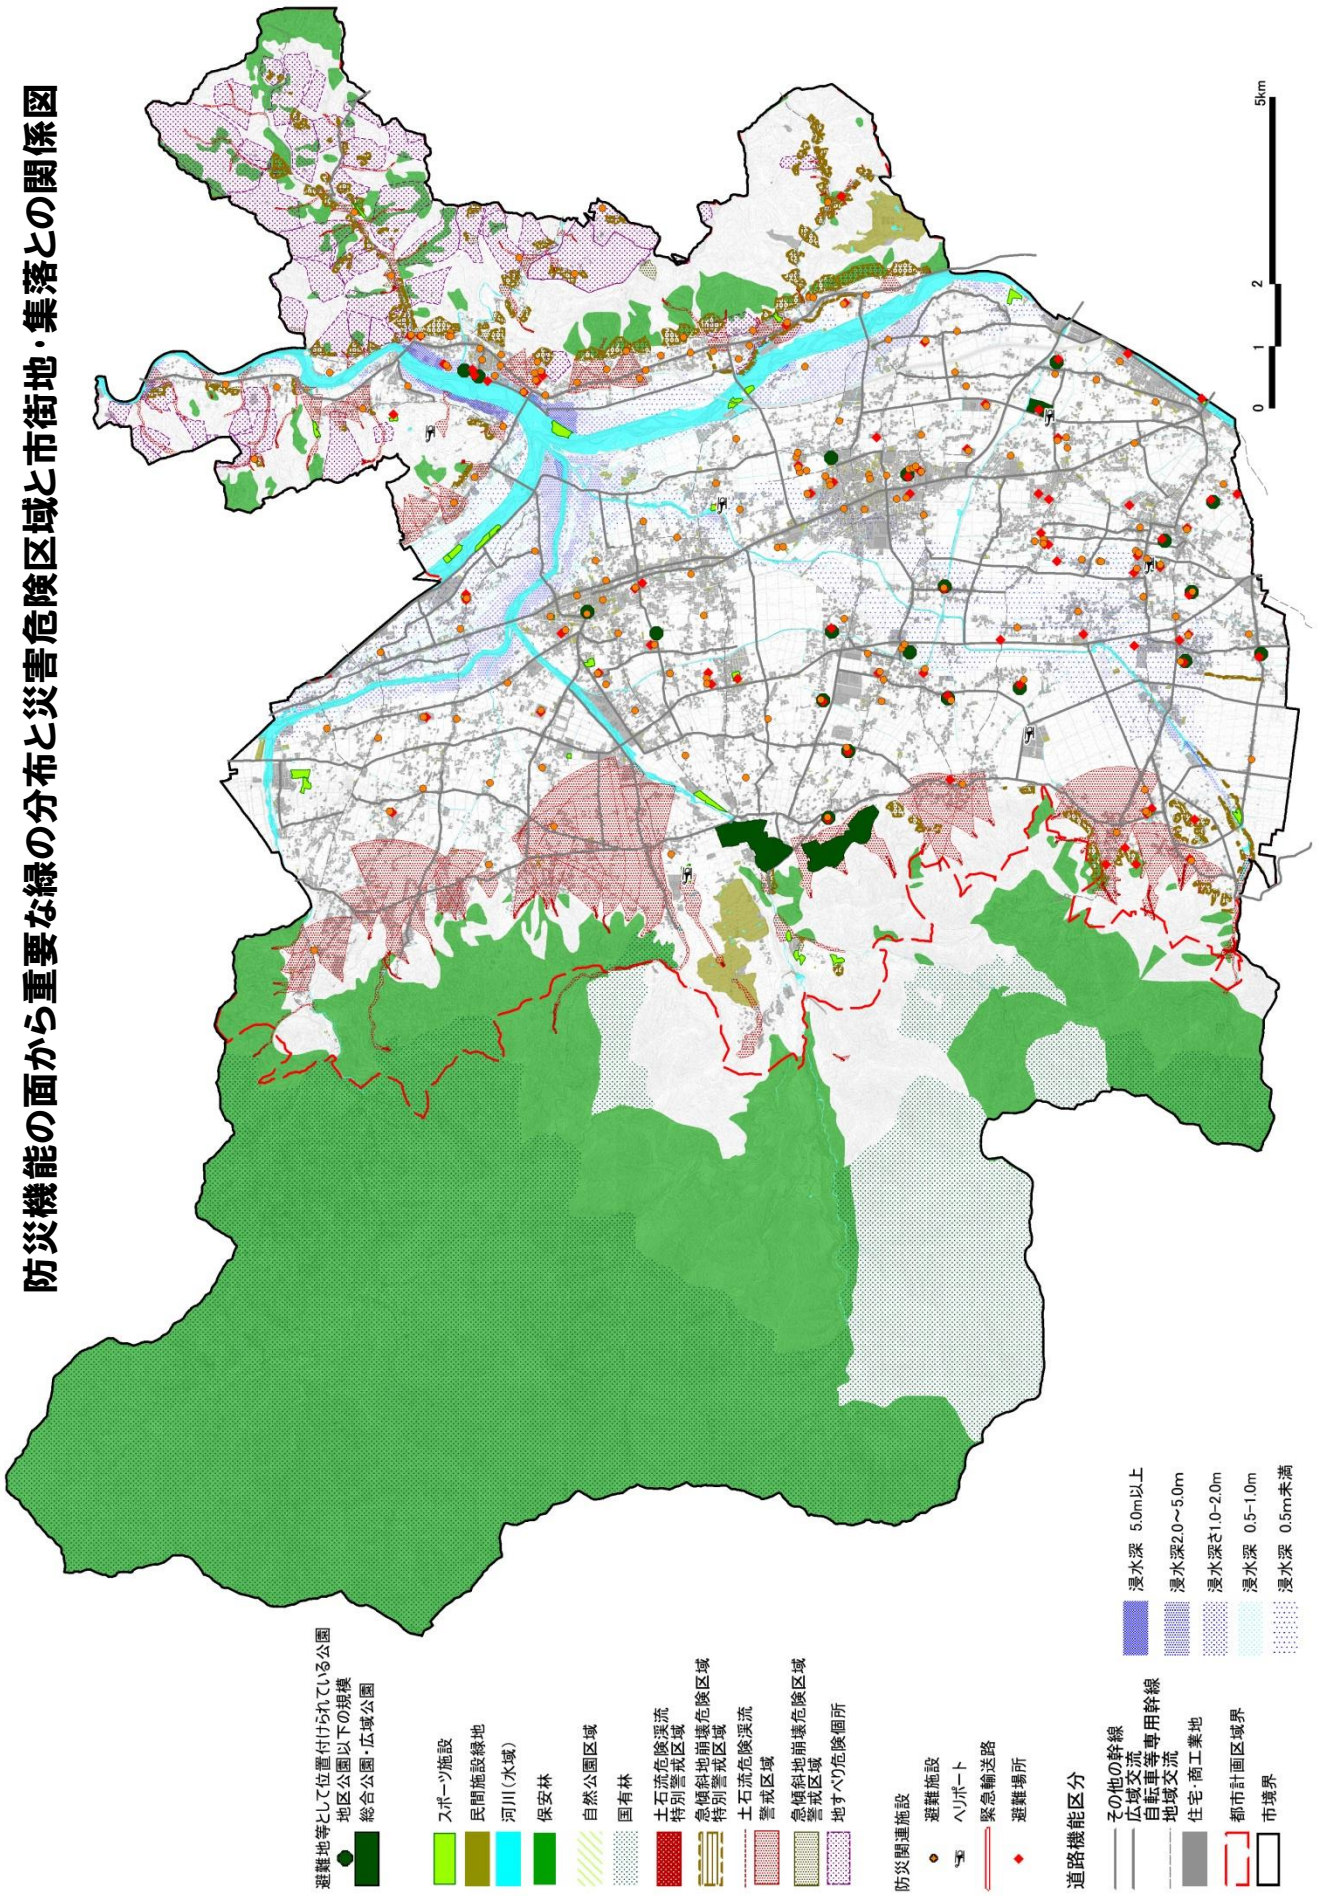 防災機能の面から重要な緑の分布と災害危険区域と市街地・集落との関係図
避難地等として位置付けられている公園
地区公園以下の規模
総合公園・広域公園
スポーツ施設
民間施設緑地
河川（水域）
保安林
自然公園区域
国有林
土石流危険渓流
特別警戒区域
急傾斜地崩壊危険区域
特別警戒区域
土石流危険渓流
警戒区域
急傾斜地崩壊危険区域
警戒区域
地すべり危険個所
防災関連施設
避難施設
ヘリポート
緊急輸送路
避難場所
道路機能区分
その他の幹線
広域交流
自転車等専用幹線
地域交流
住宅・商工業地
都市計画区域界
市境界
浸水深 5.0m以上
浸水深2.0～5.0m
浸水深さ1.0-2.0m
浸水深 0.5-1.0m
浸水深 0.5m未満
0 1 2 5km